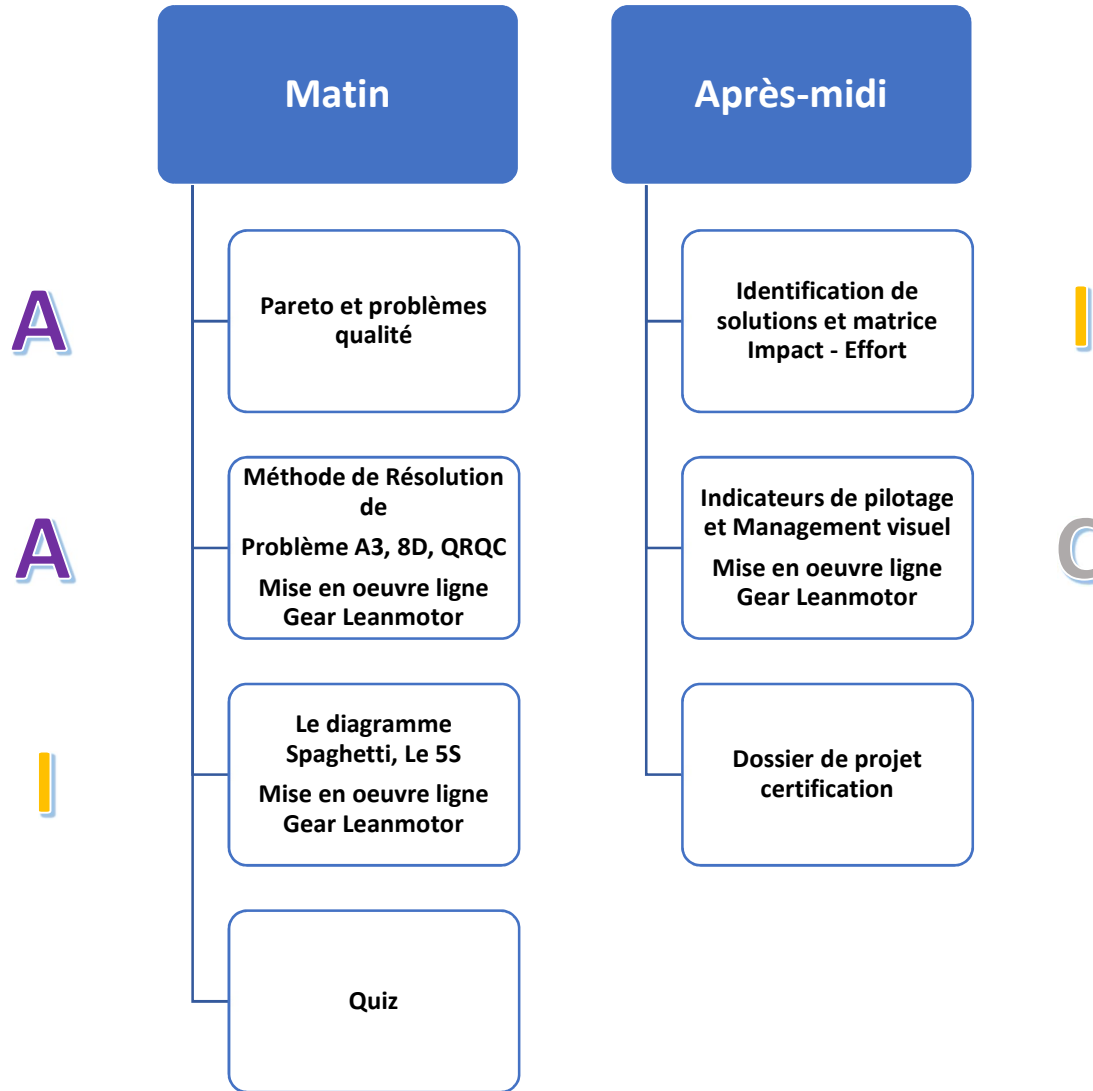 Matin
A
Pareto et problèmes
qualité
A
Méthode de Résolution
de
Problème A3, 8D, QRQC
Mise en oeuvre ligne
Gear Leanmotor
I
Le diagramme
Spaghetti, Le 5S
Mise en oeuvre ligne
Gear Leanmotor
Quiz
Après-midi
Identification de
solutions et matrice
Impact - Effort
I
Indicateurs de pilotage
et Management visuel
Mise en oeuvre ligne
Gear Leanmotor
Dossier de projet
certification